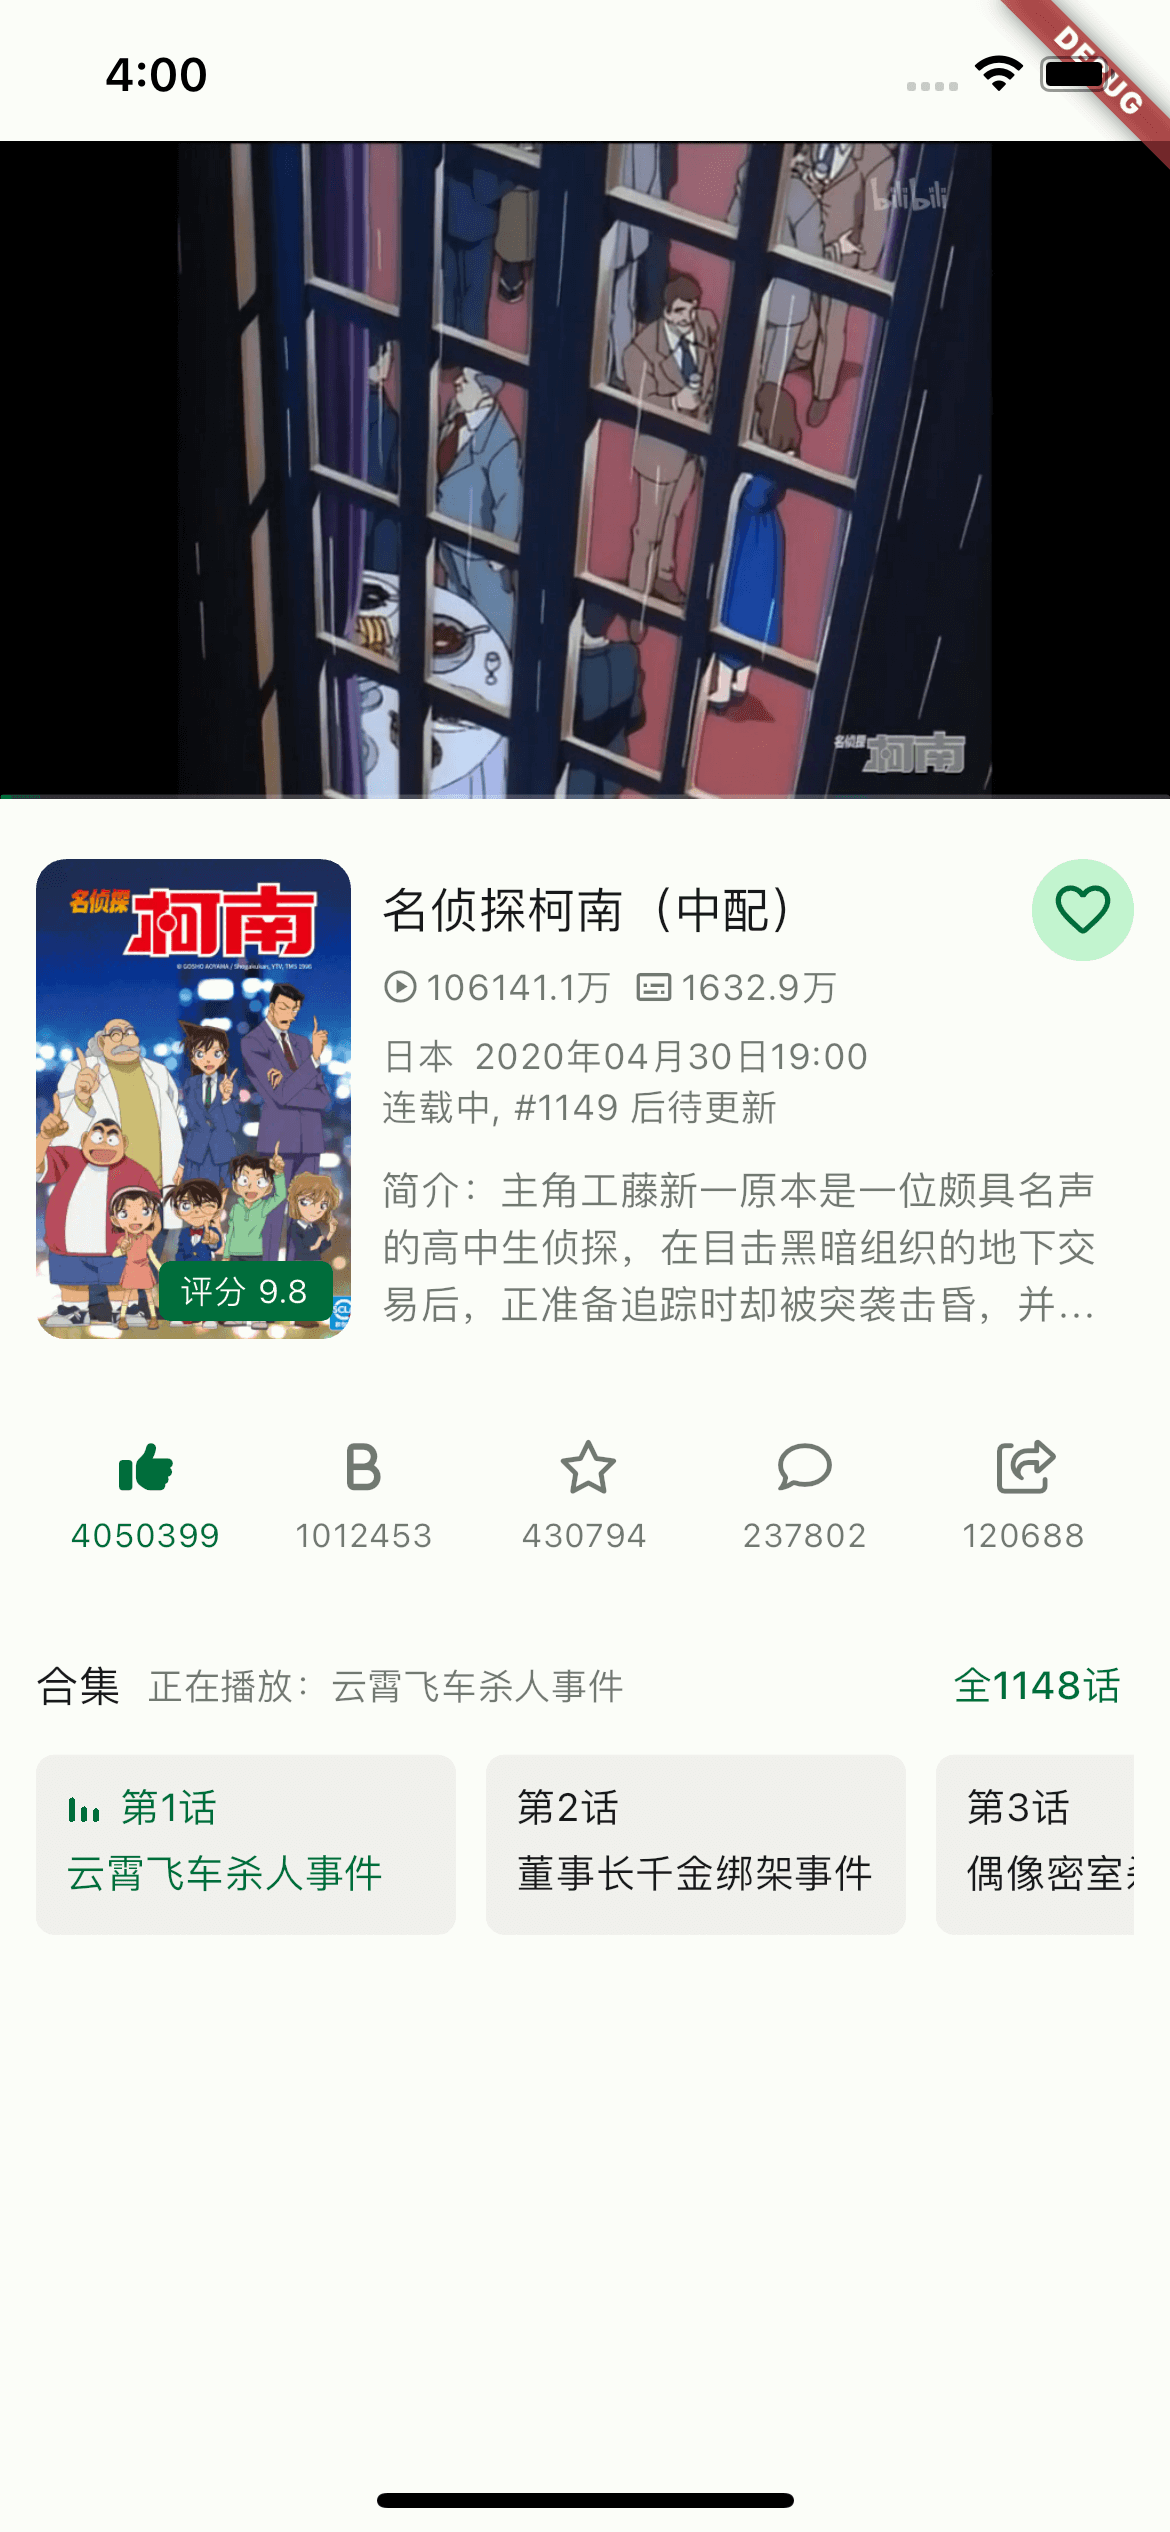 4:00
DEBUG
bilibili
名侦探柯南
名侦探柯南
© GOSHO AOYAMA / Shogakukan, YTV, TMS 1996
评分 9.8
名侦探柯南（中配）
106141.1万 1632.9万
日本 2020年04月30日19:00
连载中, #1149 后待更新
简介：主角工藤新一原本是一位颇具名声
的高中生侦探，在目击黑暗组织的地下交
易后，正准备追踪时却被突袭击昏，并...
4050399 1012453 430794 237802 120688
合集 正在播放：云霄飞车杀人事件 全1148话
第1话
云霄飞车杀人事件
第2话
董事长千金绑架事件
第3话
偶像密室